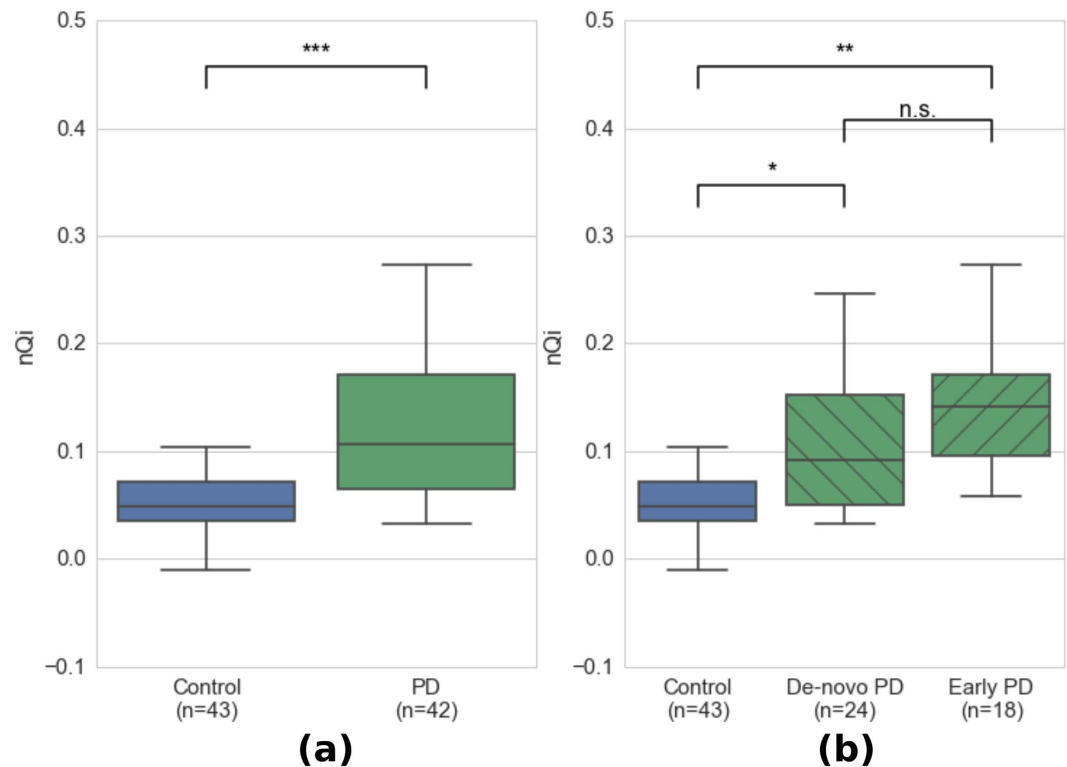 0.5
0.4
0.3
0.2
0.1
0.0
−0.1
nQi
***
Control
(n=43)
PD
(n=42)
(a)
0.5
0.4
0.3
0.2
0.1
0.0
−0.1
nQi
**
n.s.
*
Control
(n=43)
De-novo PD
(n=24)
Early PD
(n=18)
(b)